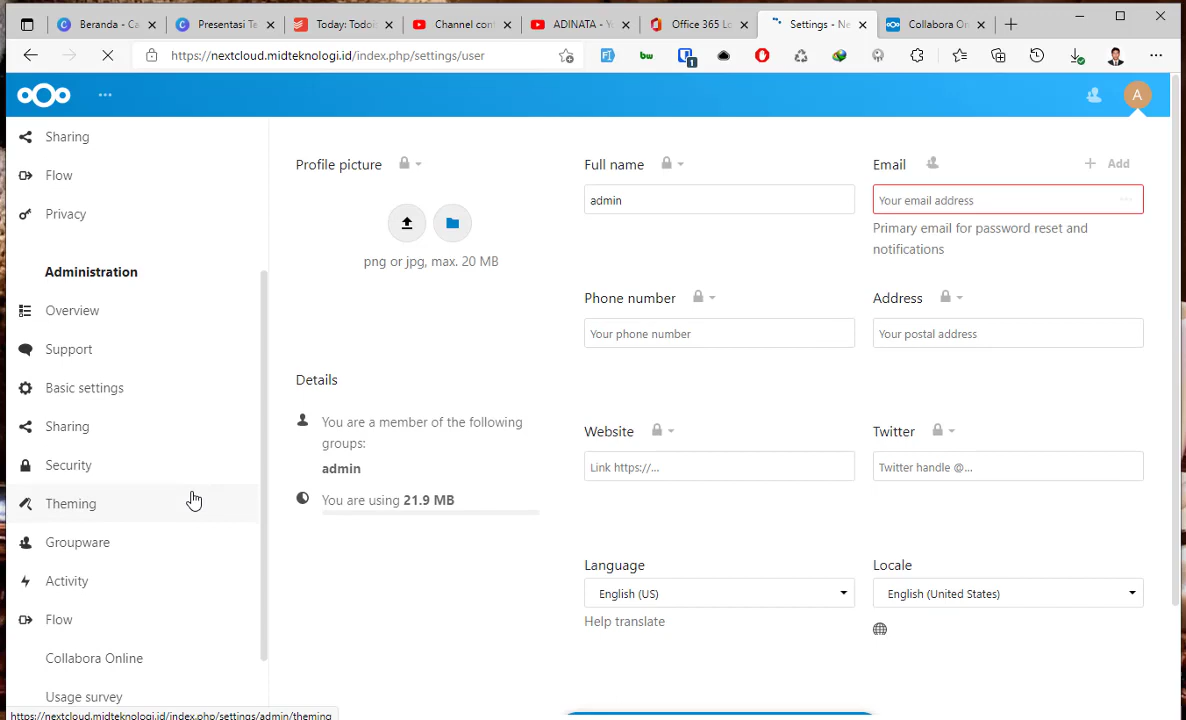 Beranda - Ca
Presentasi Te
Today: Todois
Channel con
ADINATA - Yo
Office 365 Lo
Settings - Ne
Collabora On
https://nextcloud.midteknologi.id/index.php/settings/user
bw
1
A
Sharing
Flow
Privacy
Administration
Overview
Support
Basic settings
Sharing
Security
Theming
Groupware
Activity
Flow
Collabora Online
Usage survey
Profile picture
png or jpg, max. 20 MB
Details
You are a member of the following
groups:
admin
You are using 21.9 MB
Full name
admin
Email
Add
Your email address
Primary email for password reset and
notifications
Phone number
Your phone number
Address
Your postal address
Website
Link https://...
Twitter
Twitter handle @...
Language
English (US)
Help translate
Locale
English (United States)
https://nextcloud.midteknologi.id/index.php/settings/admin/theming